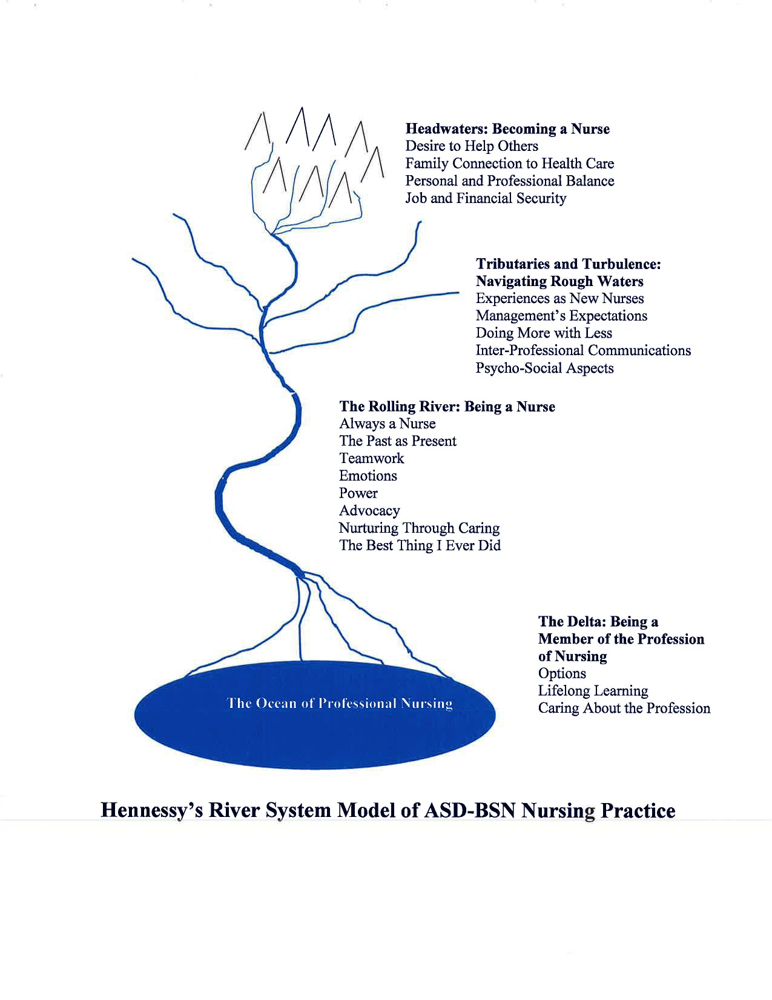 Headwaters: Becoming a Nurse
Desire to Help Others
Family Connection to Health Care
Personal and Professional Balance
Job and Financial Security
Tributaries and Turbulence:
Navigating Rough Waters
Experiences as New Nurses
Management's Expectations
Doing More with Less
Inter-Professional Communications
Psycho-Social Aspects
The Rolling River: Being a Nurse
Always a Nurse
The Past as Present
Teamwork
Emotions
Power
Advocacy
Nurturing Through Caring
The Best Thing I Ever Did
The Delta: Being a
Member of the Profession
of Nursing
Options
Lifelong Learning
Caring About the Profession
The Ocean of Professional Nursing
Hennessy's River System Model of ASD-BSN Nursing Practice